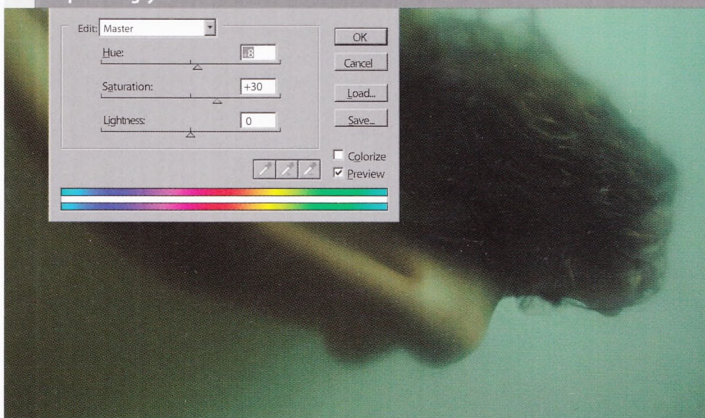 Edit: Master
OK
Hue:
Cancel
Saturation: +30
Load...
Lightness: 0
Save...
Colorize
Preview